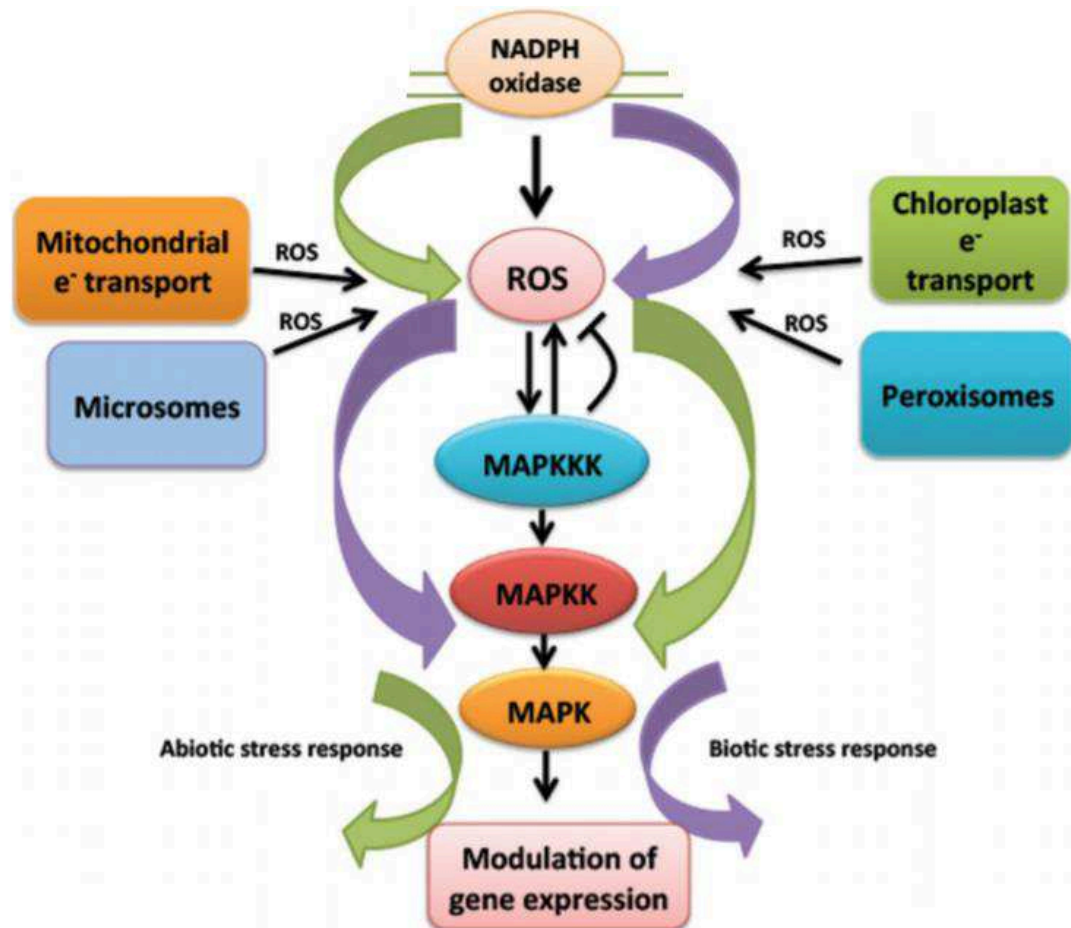 NADPH
oxidase
Mitochondrial
e⁻ transport
ROS
ROS
Microsomes
ROS
Chloroplast
e⁻
transport
ROS
ROS
Peroxisomes
MAPKKK
MAPKK
MAPK
Abiotic stress response
Biotic stress response
Modulation of
gene expression